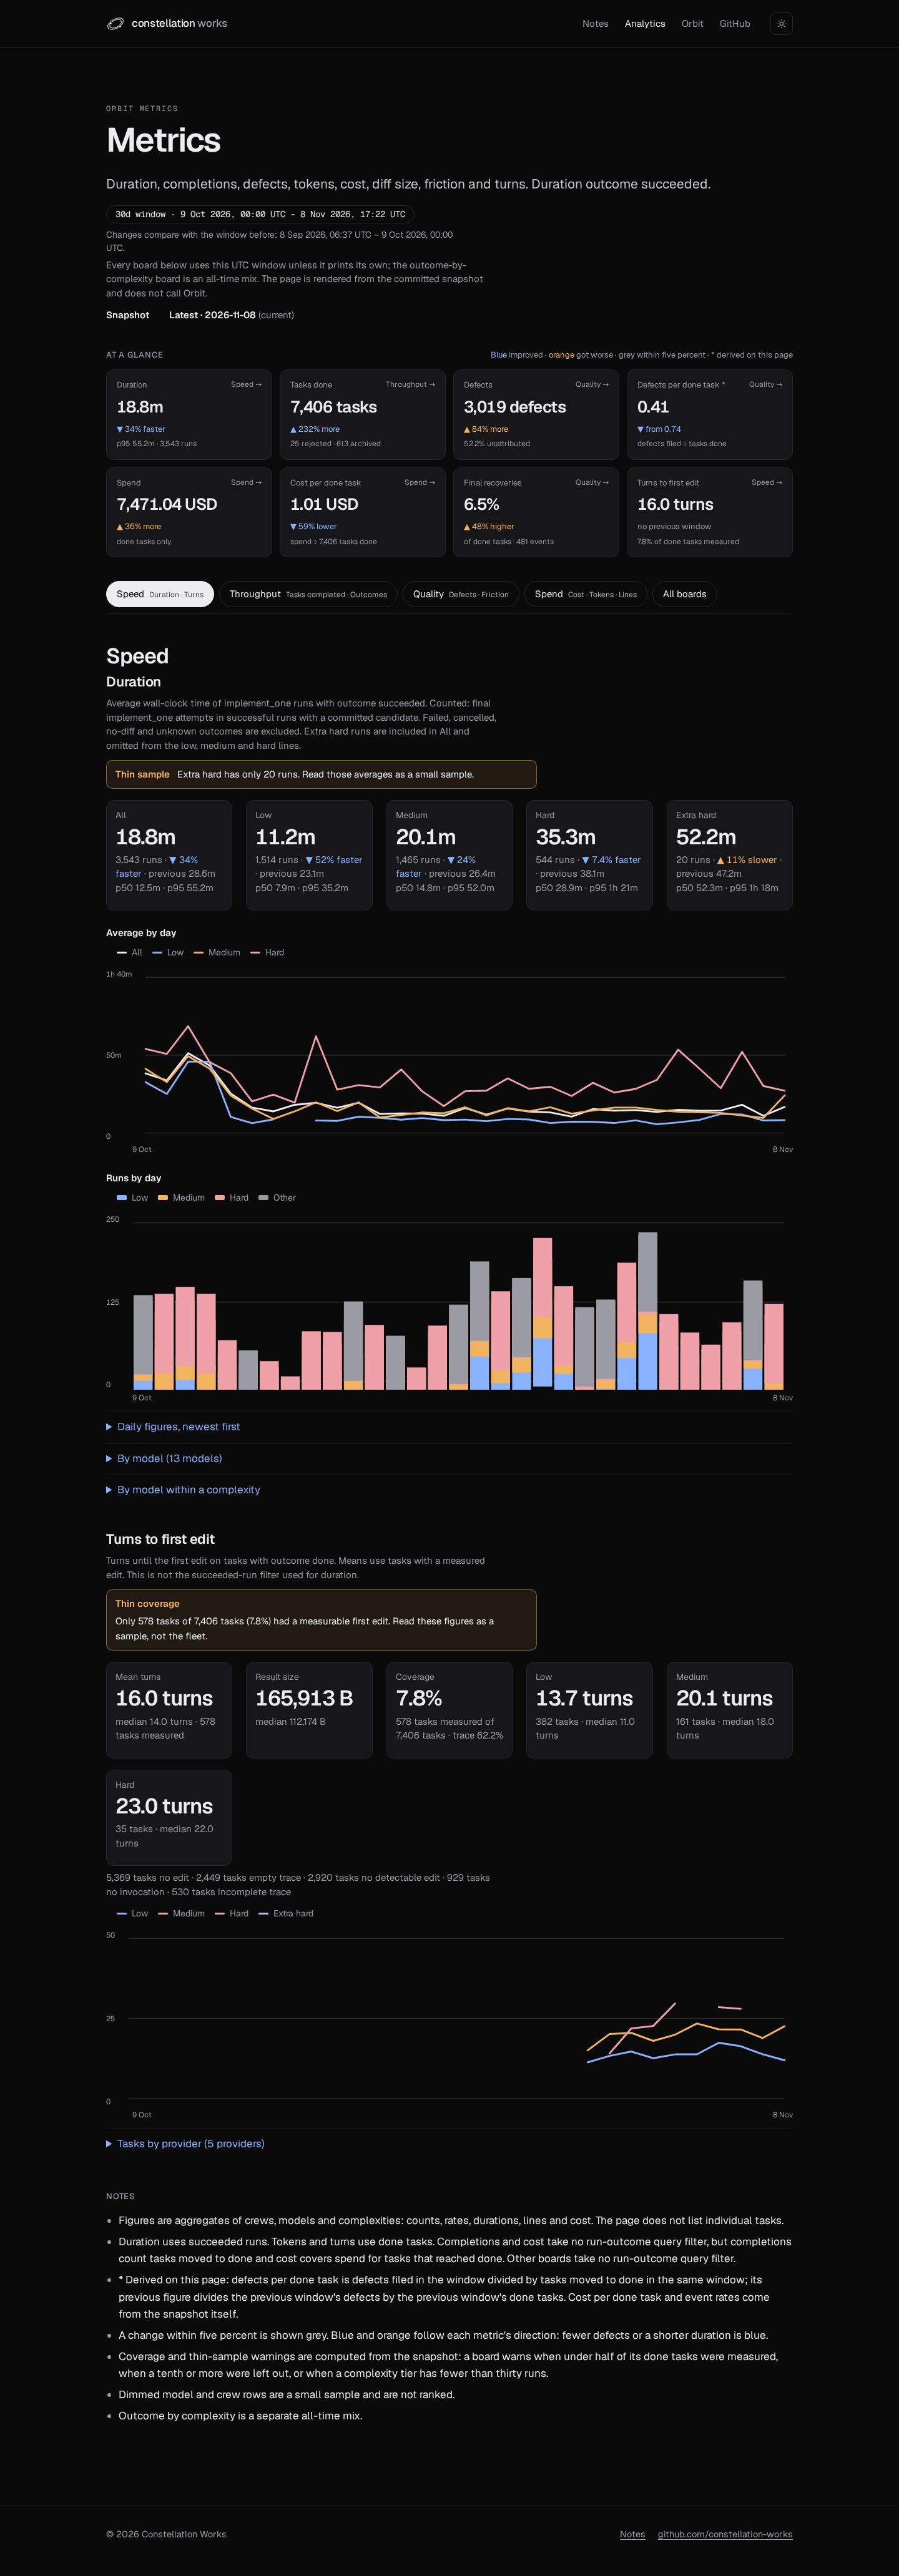 constellation works
Notes Analytics Orbit GitHub
ORBIT METRICS
Metrics
Duration, completions, defects, tokens, cost, diff size, friction and turns. Duration outcome succeeded.
30d window · 9 Oct 2026, 00:00 UTC – 8 Nov 2026, 17:22 UTC
Changes compare with the window before: 8 Sep 2026, 06:37 UTC – 9 Oct 2026, 00:00
UTC.
Every board below uses this UTC window unless it prints its own; the outcome-by-
complexity board is an all-time mix. The page is rendered from the committed snapshot
and does not call Orbit.
Snapshot Latest · 2026-11-08 (current)
AT A GLANCE
Blue improved · orange got worse · grey within five percent · * derived on this page
Duration Speed →
18.8m
▼ 34% faster
p95 55.2m · 3,543 runs
Tasks done Throughput →
7,406 tasks
▲ 232% more
25 rejected · 613 archived
Defects Quality →
3,019 defects
▲ 84% more
52.2% unattributed
Defects per done task * Quality →
0.41
▼ from 0.74
defects filed ÷ tasks done
Spend Spend →
7,471.04 USD
▲ 36% more
done tasks only
Cost per done task Spend →
1.01 USD
▼ 59% lower
spend ÷ 7,406 tasks done
Final recoveries Quality →
6.5%
▲ 48% higher
of done tasks · 481 events
Turns to first edit Speed →
16.0 turns
no previous window
7.8% of done tasks measured
Speed Duration · Turns
Throughput Tasks completed · Outcomes
Quality Defects · Friction
Spend Cost · Tokens · Lines
All boards
Speed
Duration
Average wall-clock time of implement_one runs with outcome succeeded. Counted: final
implement_one attempts in successful runs with a committed candidate. Failed, cancelled,
no-diff and unknown outcomes are excluded. Extra hard runs are included in All and
omitted from the low, medium and hard lines.
Thin sample Extra hard has only 20 runs. Read those averages as a small sample.
All
18.8m
3,543 runs · ▼ 34%
faster · previous 28.6m
p50 12.5m · p95 55.2m
Low
11.2m
1,514 runs · ▼ 52% faster
· previous 23.1m
p50 7.9m · p95 35.2m
Medium
20.1m
1,465 runs · ▼ 24%
faster · previous 26.4m
p50 14.8m · p95 52.0m
Hard
35.3m
544 runs · ▼ 7.4% faster
· previous 38.1m
p50 28.9m · p95 1h 21m
Extra hard
52.2m
20 runs · ▲ 11% slower ·
previous 47.2m
p50 52.3m · p95 1h 18m
Average by day
All Low Medium Hard
1h 40m
50m
0
9 Oct 8 Nov
Runs by day
Low Medium Hard Other
250
125
0
9 Oct 8 Nov
▶ Daily figures, newest first
▶ By model (13 models)
▶ By model within a complexity
Turns to first edit
Turns until the first edit on tasks with outcome done. Means use tasks with a measured
edit. This is not the succeeded-run filter used for duration.
Thin coverage
Only 578 tasks of 7,406 tasks (7.8%) had a measurable first edit. Read these figures as a
sample, not the fleet.
Mean turns
16.0 turns
median 14.0 turns · 578
tasks measured
Result size
165,913 B
median 112,174 B
Coverage
7.8%
578 tasks measured of
7,406 tasks · trace 62.2%
Low
13.7 turns
382 tasks · median 11.0
turns
Medium
20.1 turns
161 tasks · median 18.0
turns
Hard
23.0 turns
35 tasks · median 22.0
turns
5,369 tasks no edit · 2,449 tasks empty trace · 2,920 tasks no detectable edit · 929 tasks
no invocation · 530 tasks incomplete trace
Low Medium Hard Extra hard
50
25
0
9 Oct 8 Nov
▶ Tasks by provider (5 providers)
NOTES
• Figures are aggregates of crews, models and complexities: counts, rates, durations, lines and cost. The page does not list individual tasks.
• Duration uses succeeded runs. Tokens and turns use done tasks. Completions and cost take no run-outcome query filter, but completions
count tasks moved to done and cost covers spend for tasks that reached done. Other boards take no run-outcome query filter.
• * Derived on this page: defects per done task is defects filed in the window divided by tasks moved to done in the same window; its
previous figure divides the previous window's defects by the previous window's done tasks. Cost per done task and event rates come
from the snapshot itself.
• A change within five percent is shown grey. Blue and orange follow each metric's direction: fewer defects or a shorter duration is blue.
• Coverage and thin-sample warnings are computed from the snapshot: a board warns when under half of its done tasks were measured,
when a tenth or more were left out, or when a complexity tier has fewer than thirty runs.
• Dimmed model and crew rows are a small sample and are not ranked.
• Outcome by complexity is a separate all-time mix.
© 2026 Constellation Works
Notes github.com/constellation-works